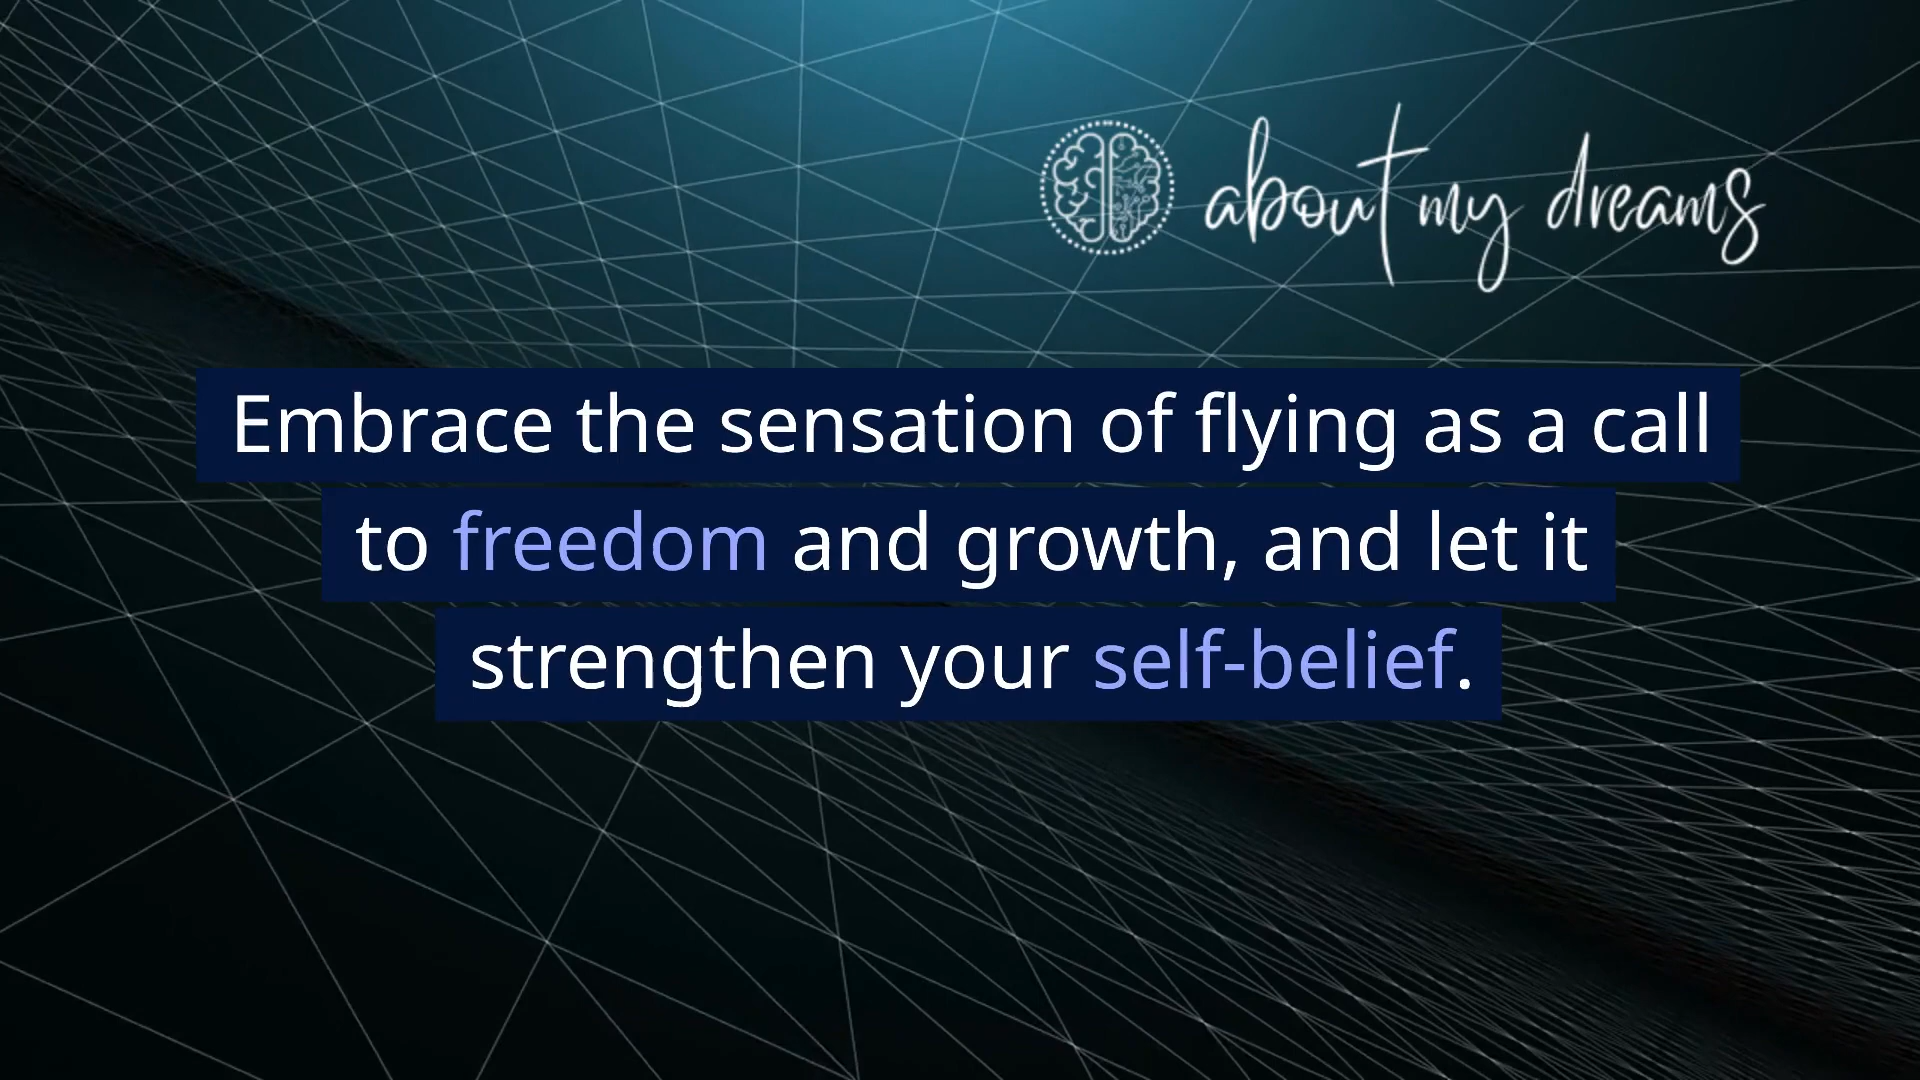 about my dreams
Embrace the sensation of flying as a call
to freedom and growth, and let it
strengthen your self-belief.